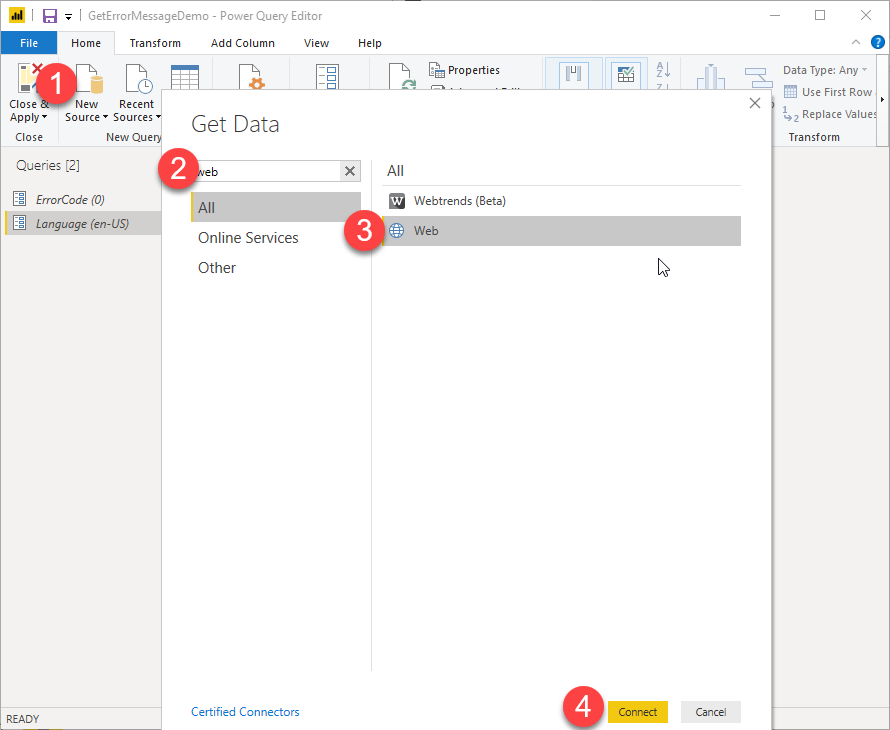 GetErrorMessageDemo - Power Query Editor
File Home Transform Add Column View Help
1
Close &
Apply
New
Source
Recent
Sources
Properties
Data Type: Any
Use First Row
Replace Values
Close
New Query
Transform
Get Data
Queries [2]
2
web
All
ErrorCode (0)
Language (en-US)
All
Online Services
Other
Webtrends (Beta)
3
Web
Certified Connectors
4
Connect
Cancel
READY